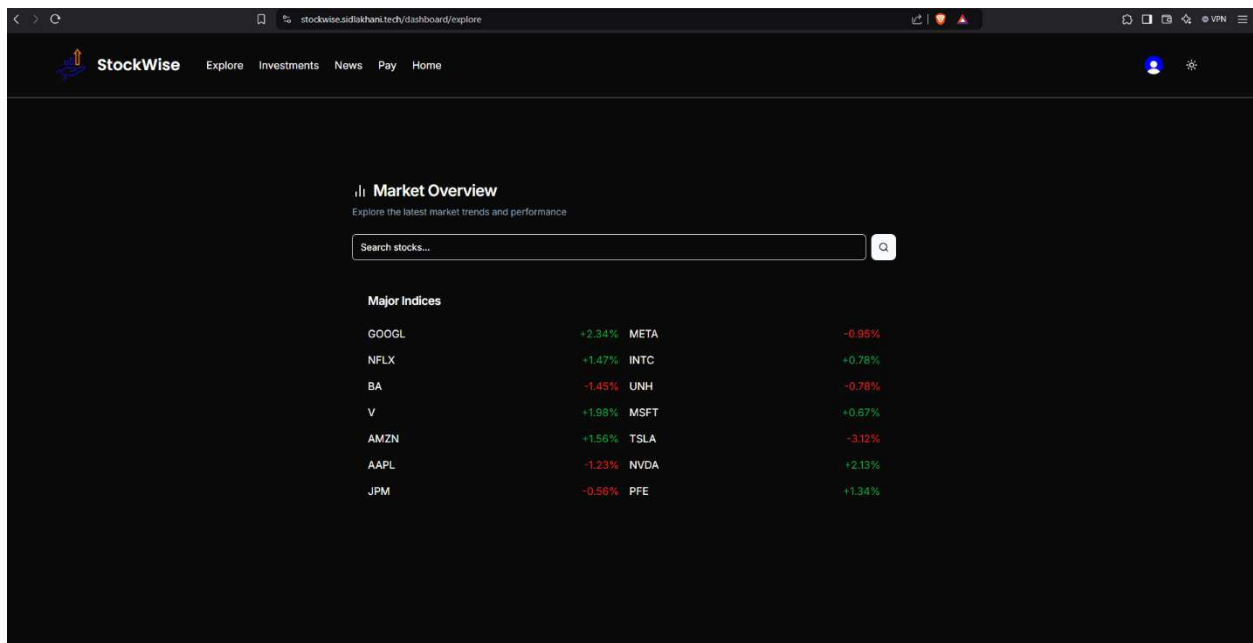 stockwise.sidlakhani.tech/dashboard/explore
VPN
StockWise Explore Investments News Pay Home
Market Overview
Explore the latest market trends and performance
Search stocks...
Major Indices
GOOGL +2.34% META -0.95%
NFLX +1.47% INTC +0.78%
BA -1.45% UNH -0.78%
V +1.98% MSFT +0.67%
AMZN +1.56% TSLA -3.12%
AAPL -1.23% NVDA +2.13%
JPM -0.56% PFE +1.34%